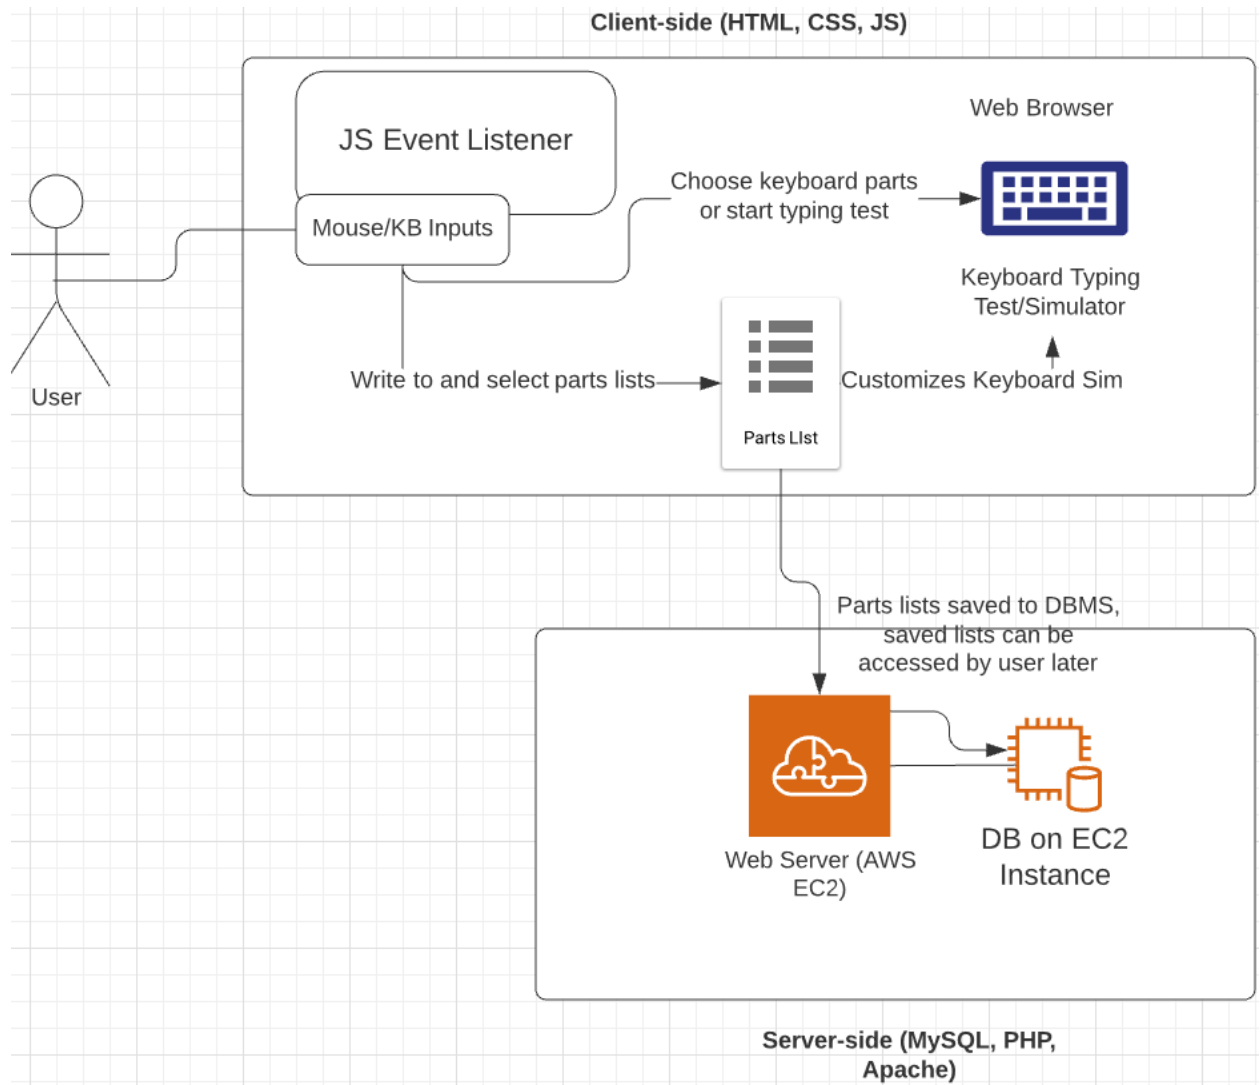 Client-side (HTML, CSS, JS)
JS Event Listener
Web Browser
Mouse/KB Inputs
Choose keyboard parts
or start typing test
Keyboard Typing
Test/Simulator
User
Write to and select parts lists
Parts LIst
Customizes Keyboard Sim
Parts lists saved to DBMS,
saved lists can be
accessed by user later
Web Server (AWS
EC2)
DB on EC2
Instance
Server-side (MySQL, PHP,
Apache)